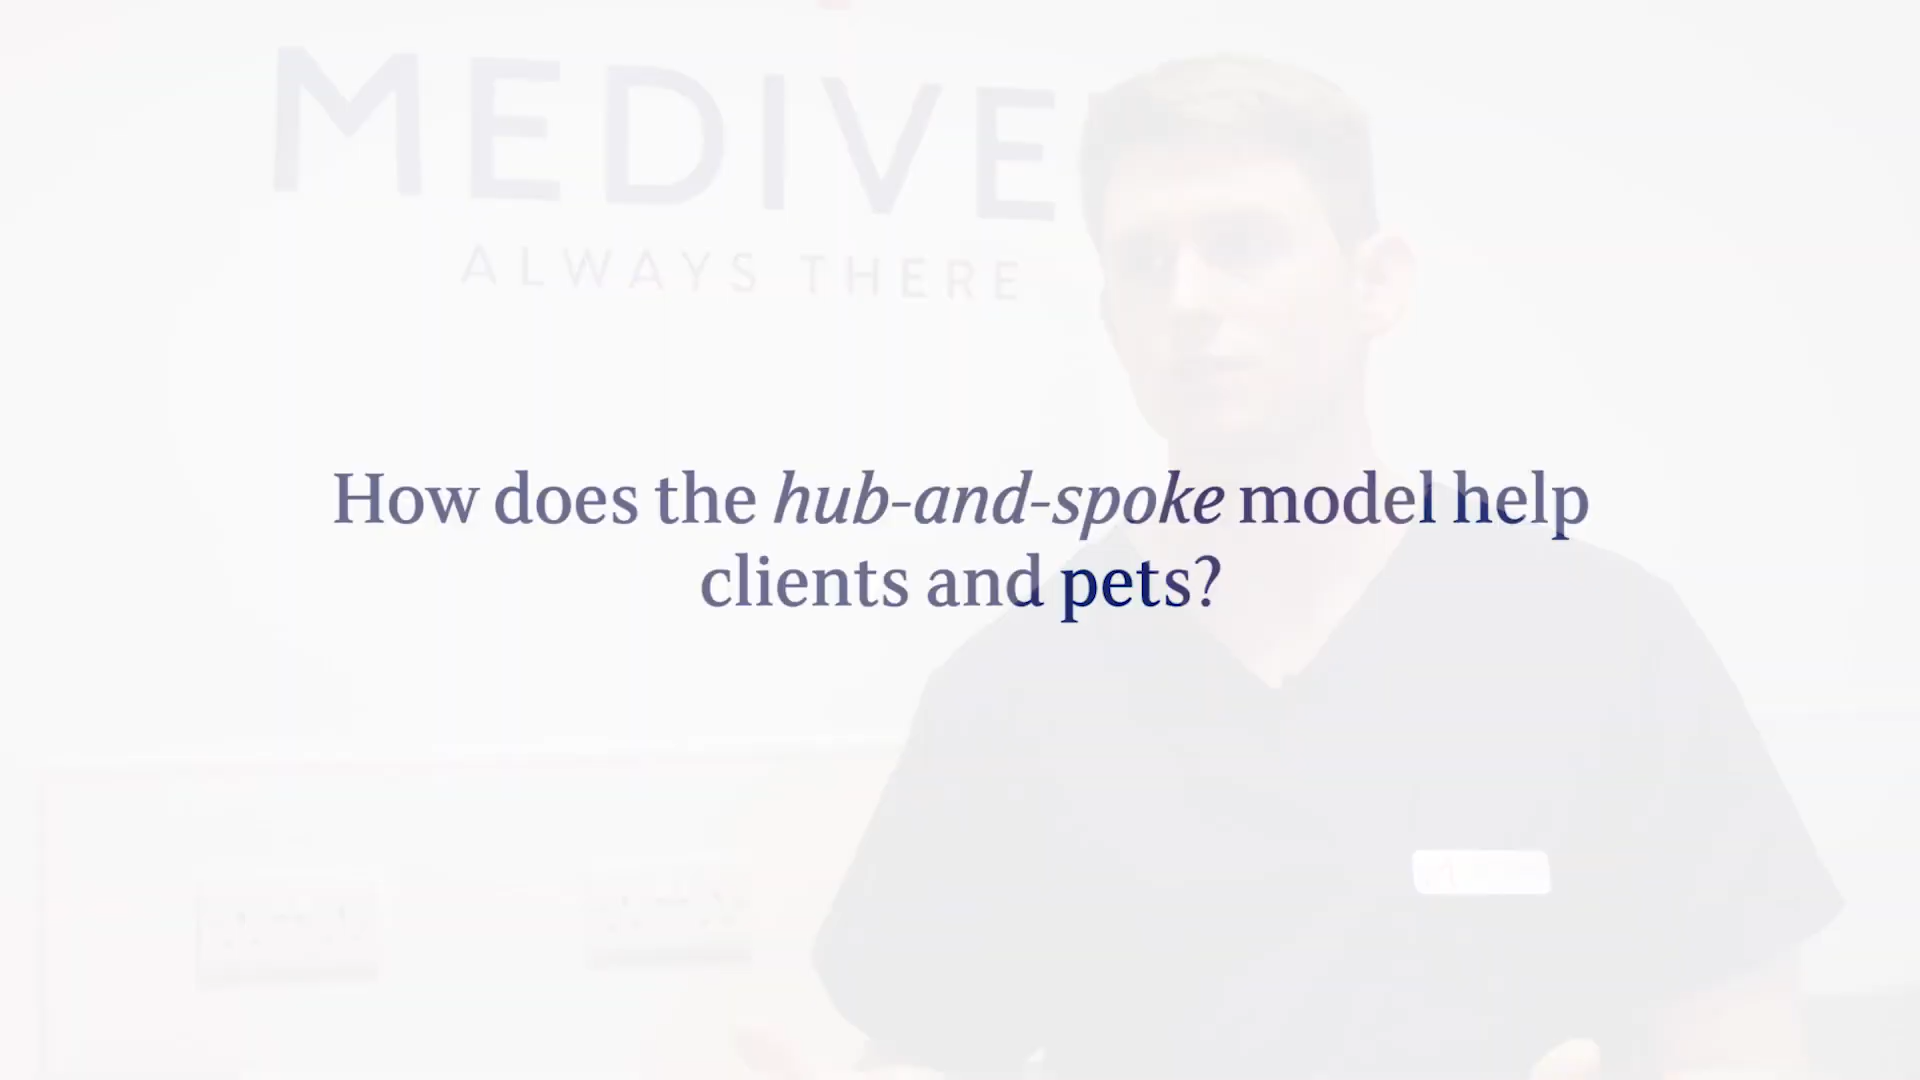 MEDIVE
ALWAYS THERE
How does the hub-and-spoke model help
clients and pets?